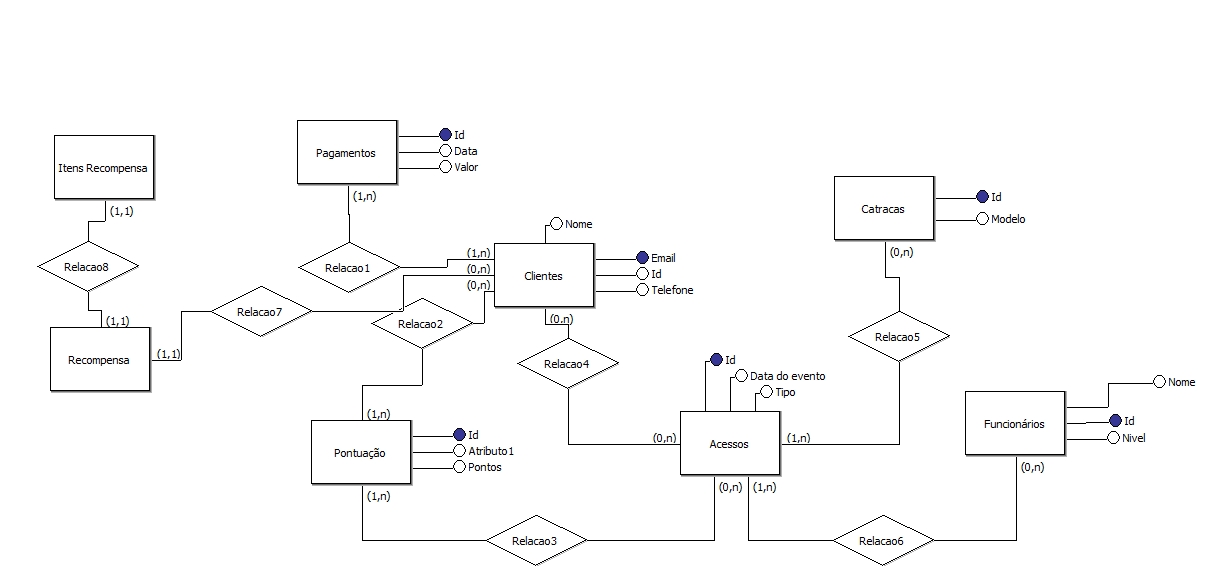 Itens Recompensa
(1,1)
Relacao8
(1,1)
Recompensa
(1,1)
Relacao7
Pagamentos
Id
Data
Valor
(1,n)
Relacao1
(1,n)
(0,n)
(0,n)
Nome
Clientes
Email
Id
Telefone
(0,n)
Relacao2
(1,n)
Pontuação
Id
Atributo1
Pontos
(1,n)
Relacao3
Relacao4
(0,n)
Id
Data do evento
Tipo
Acessos
(1,n)
(0,n)
(1,n)
Catracas
Id
Modelo
(0,n)
Relacao5
Nome
Funcionários
Id
Nivel
(0,n)
Relacao6